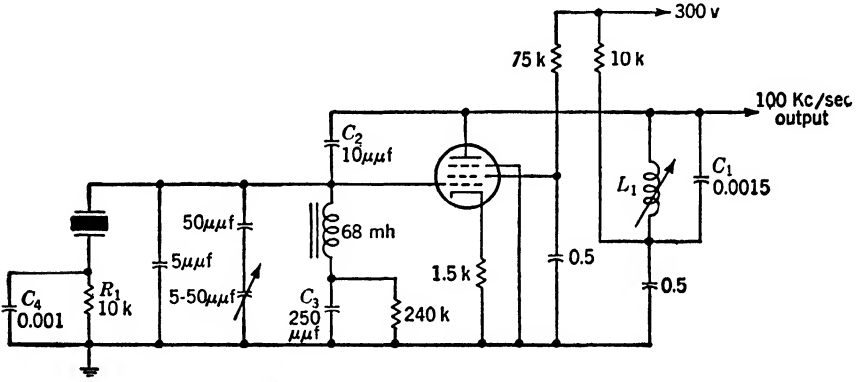 300 v
75 k
10 k
100 Kc/sec
output
C₂
10μμf
L₁
C₁
0.0015
50μμf
68 mh
5μμf
5-50μμf
1.5 k
0.5
0.5
C₄
0.001
R₁
10 k
C₃
250
μμf
240 k